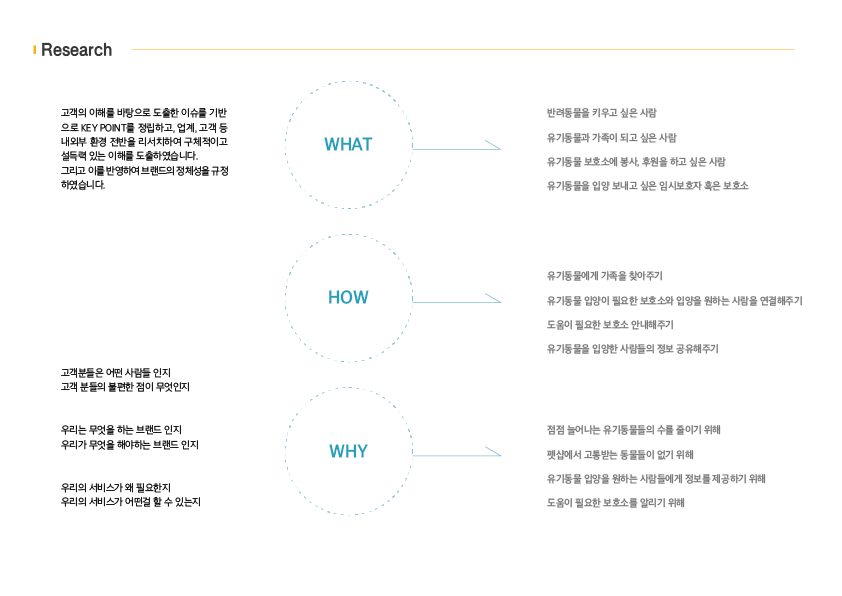 Research
고객의 이해를 바탕으로 도출한 이슈를 기반
으로 KEY POINT를 정립하고, 업계, 고객 등
내외부 환경 전반을 리서치하여 구체적이고
설득력 있는 이해를 도출하였습니다.
그리고 이를 반영하여 브랜드의 정체성을 규정
하였습니다.
고객분들은 어떤 사람들 인지
고객 분들의 불편한 점이 무엇인지
우리는 무엇을 하는 브랜드 인지
우리가 무엇을 해야하는 브랜드 인지
우리의 서비스가 왜 필요한지
우리의 서비스가 어떤걸 할 수 있는지
WHAT
반려동물을 키우고 싶은 사람
유기동물과 가족이 되고 싶은 사람
유기동물 보호소에 봉사, 후원을 하고 싶은 사람
유기동물을 입양 보내고 싶은 임시보호자 혹은 보호소
HOW
유기동물에게 가족을 찾아주기
유기동물 입양이 필요한 보호소와 입양을 원하는 사람을 연결해주기
도움이 필요한 보호소 안내해주기
유기동물을 입양한 사람들의 정보 공유해주기
WHY
점점 늘어나는 유기동물들의 수를 줄이기 위해
펫샵에서 고통받는 동물들이 없기 위해
유기동물 입양을 원하는 사람들에게 정보를 제공하기 위해
도움이 필요한 보호소를 알리기 위해